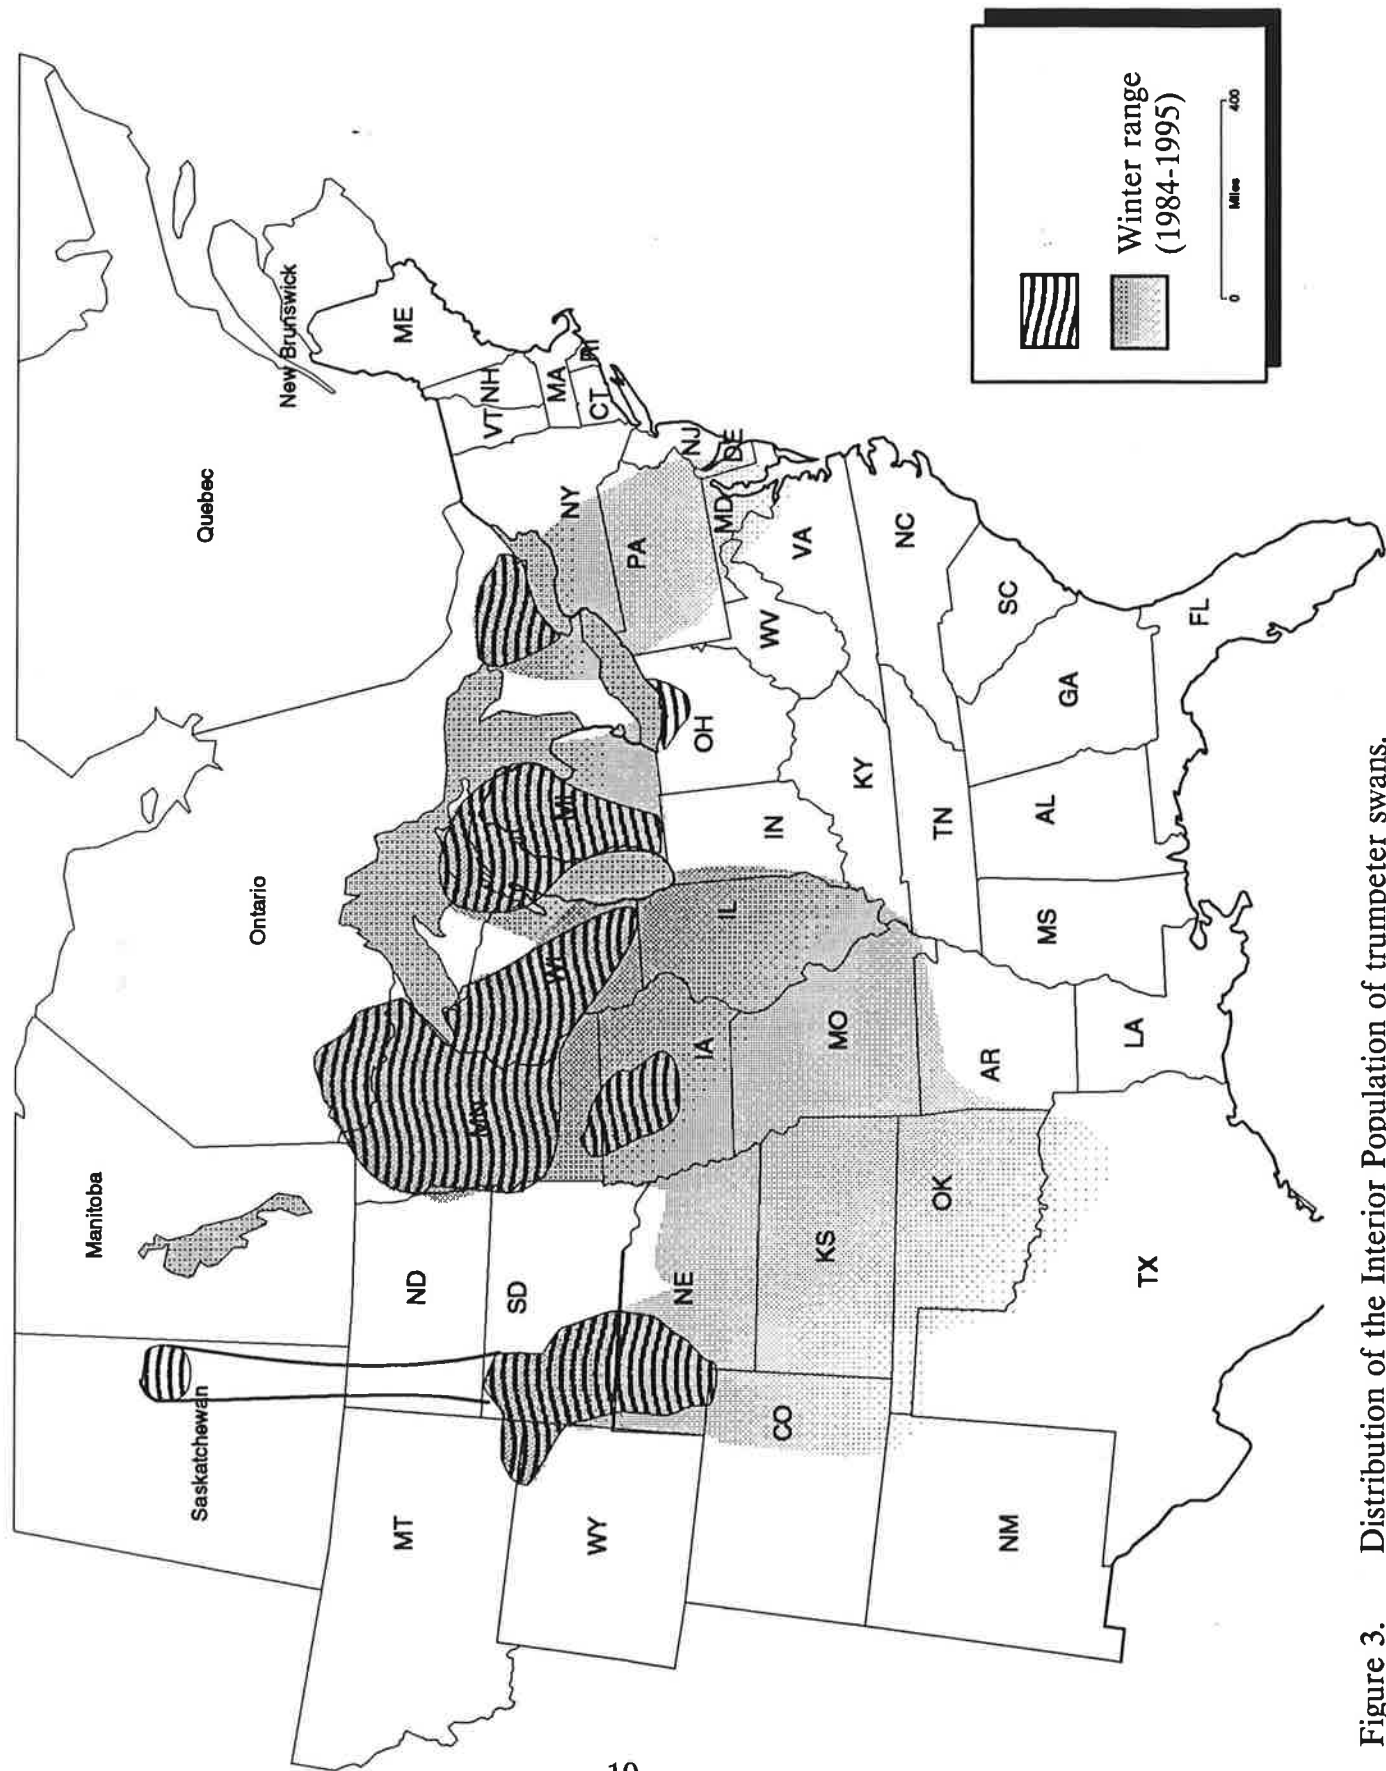 Manitoba
Saskatchewan
Ontario
Quebec
New Brunswick
MT
ND
MN
ME
SD
WI
MI
VT
NH
NY
MA
RI
CT
WY
NE
IA
IL
IN
OH
PA
NJ
MD
DE
CO
KS
MO
KY
WV
VA
NM
OK
AR
TN
NC
TX
LA
MS
AL
GA
SC
FL
Winter range
(1984-1995)
0 Miles 400
Figure 3. Distribution of the Interior Population of trumpeter swans.